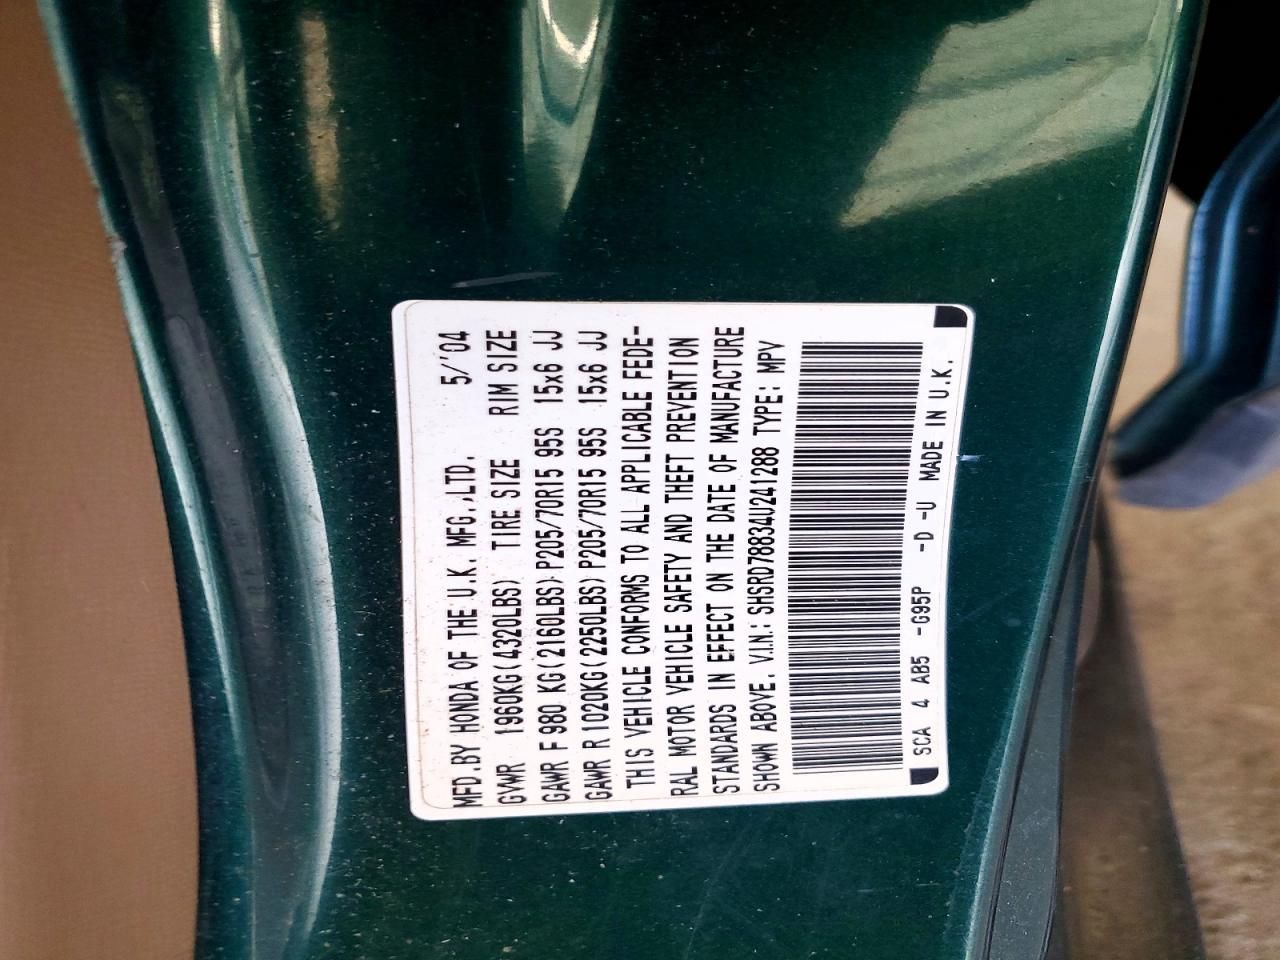 MFD.BY HONDA OF THE U.K. MFG.,LTD. 5/'04
GVWR 1960KG(4320LBS) TIRE SIZE RIM SIZE
GAWR F 980 KG(2160LBS) P205/70R15 95S 15x6 JJ
GAWR R 1020KG(2250LBS) P205/70R15 95S 15x6 JJ
THIS VEHICLE CONFORMS TO ALL APPLICABLE FEDE-
RAL MOTOR VEHICLE SAFETY AND THEFT PREVENTION
STANDARDS IN EFFECT ON THE DATE OF MANUFACTURE
SHOWN ABOVE. V.I.N.: SHSRD78834U241288 TYPE: MPV
SCA 4 AB5 -G95P -D -U MADE IN U.K.